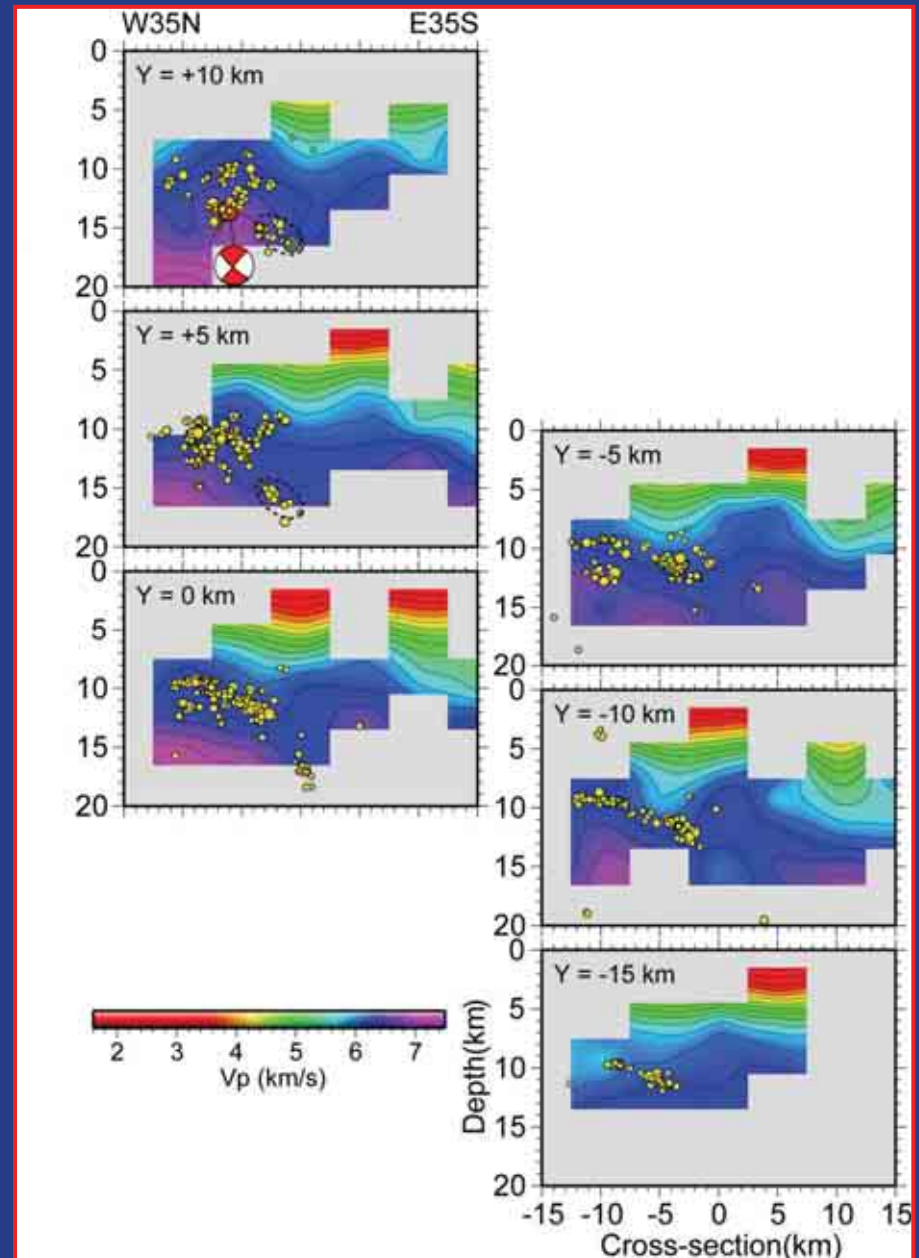 W35N E35S
0
Y = +10 km
5
10
15
20
0
Y = +5 km
5
10
15
20
0
Y = 0 km
5
10
15
20
0
Y = -5 km
5
10
15
20
0
Y = -10 km
5
10
15
20
0
Y = -15 km
5
10
15
20
Depth(km)
-15 -10 -5 0 5 10 15
Cross-section(km)
2 3 4 5 6 7
Vp (km/s)